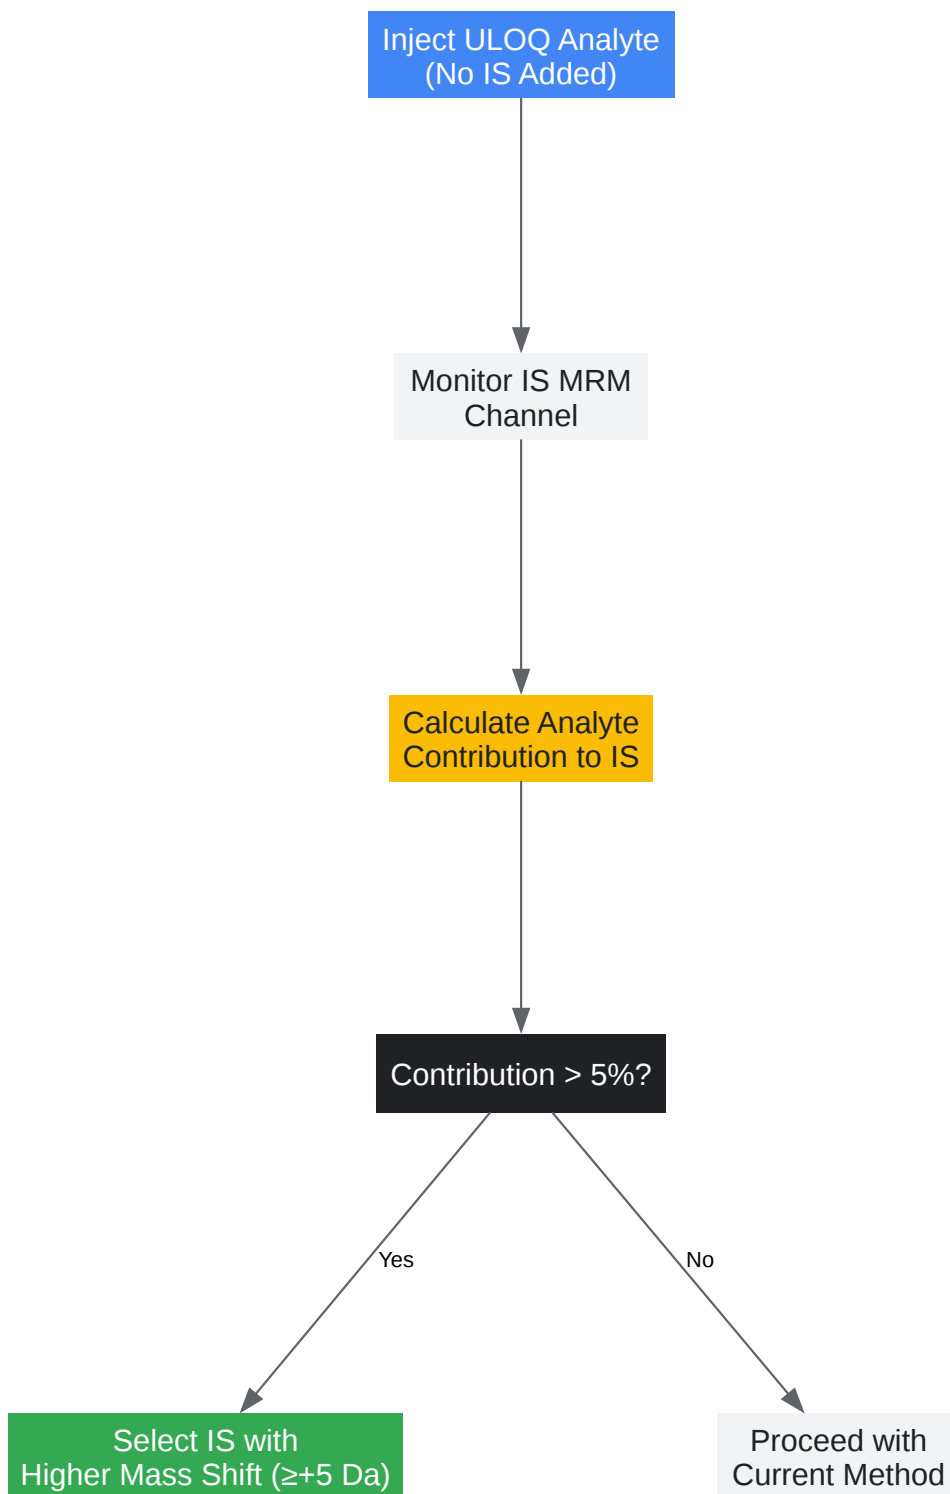 Inject ULOQ Analyte
(No IS Added)
Monitor IS MRM
Channel
Calculate Analyte
Contribution to IS
Contribution > 5%?
Yes
No
Select IS with
Higher Mass Shift (≥+5 Da)
Proceed with
Current Method